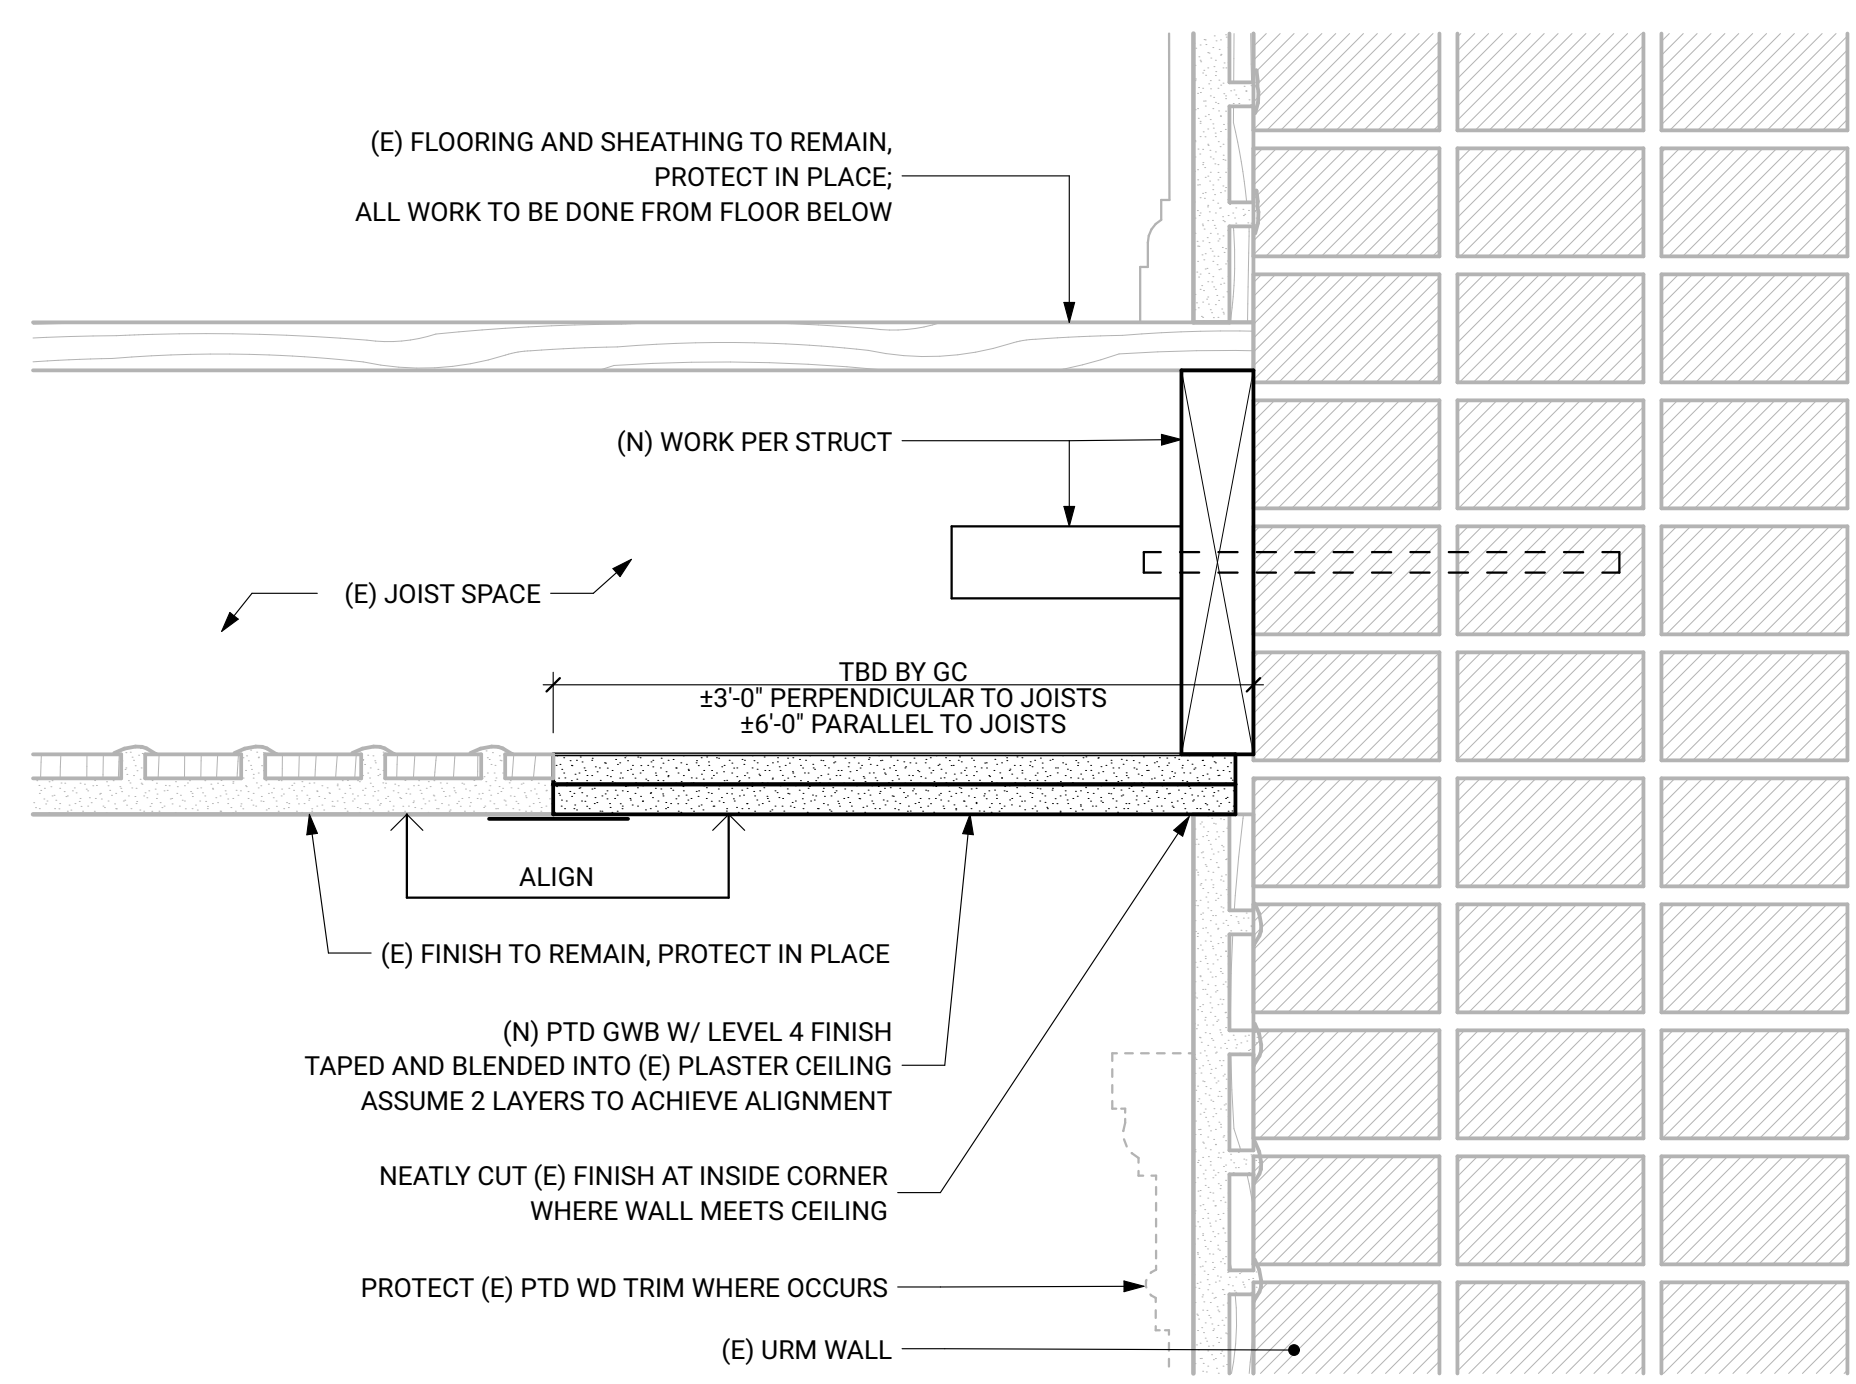 (E) FLOORING AND SHEATHING TO REMAIN,
PROTECT IN PLACE;
ALL WORK TO BE DONE FROM FLOOR BELOW
(N) WORK PER STRUCT
(E) JOIST SPACE
TBD BY GC
±3'-0" PERPENDICULAR TO JOISTS
±6'-0" PARALLEL TO JOISTS
ALIGN
(E) FINISH TO REMAIN, PROTECT IN PLACE
(N) PTD GWB W/ LEVEL 4 FINISH
TAPED AND BLENDED INTO (E) PLASTER CEILING
ASSUME 2 LAYERS TO ACHIEVE ALIGNMENT
NEATLY CUT (E) FINISH AT INSIDE CORNER
WHERE WALL MEETS CEILING
PROTECT (E) PTD WD TRIM WHERE OCCURS
(E) URM WALL